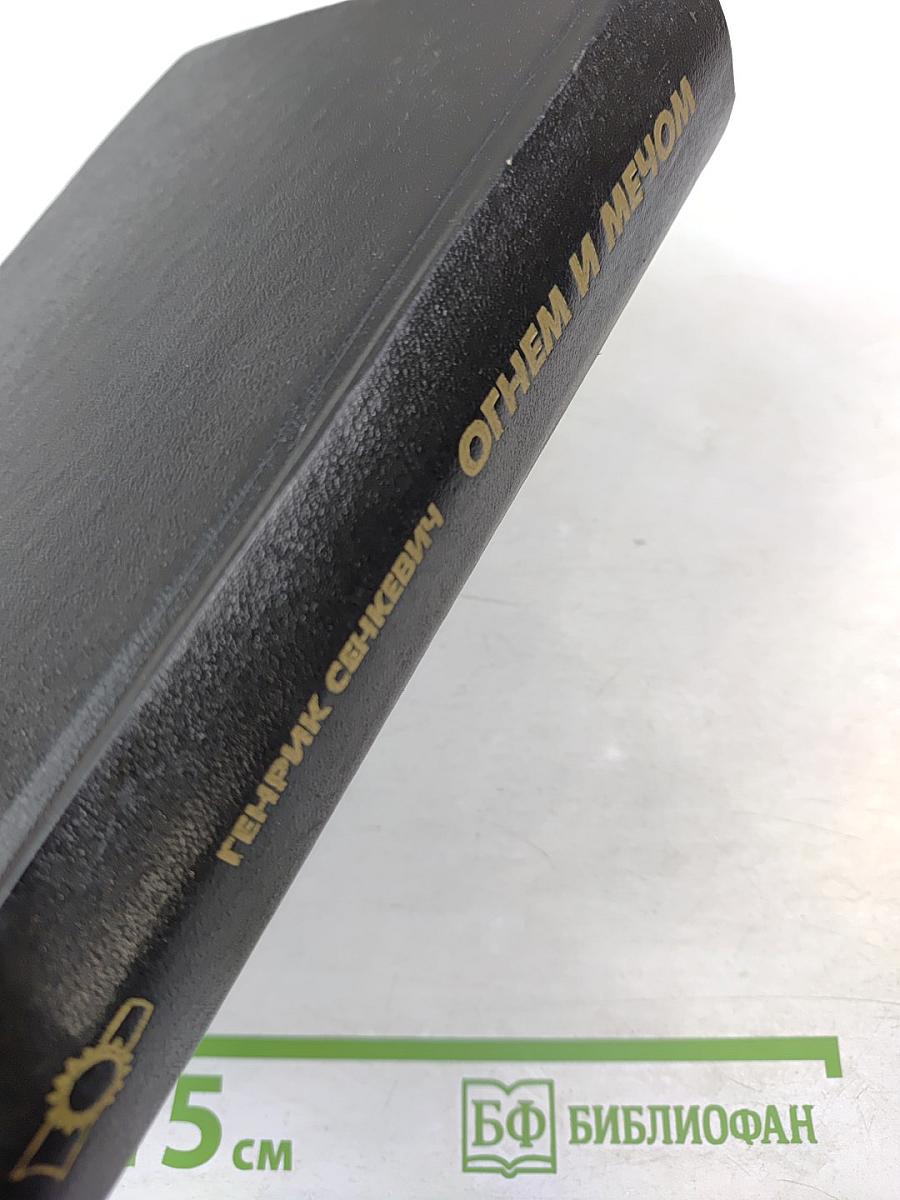 ГЕНРИК СЕНКЕВИЧ ОГНЕМ И МЕЧОМ
5 см
БФ БИБЛИОФАН